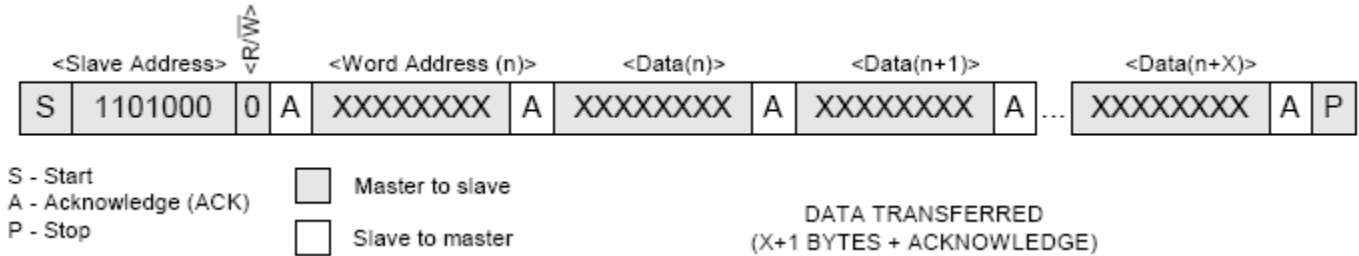 <R/W>
<Slave Address> <Word Address (n)> <Data(n)> <Data(n+1)> <Data(n+X)>
S 1101000 0 A XXXXXXXX A XXXXXXXX A XXXXXXXX A ... XXXXXXXX A P
S - Start
A - Acknowledge (ACK)
P - Stop
Master to slave
Slave to master
DATA TRANSFERRED
(X+1 BYTES + ACKNOWLEDGE)